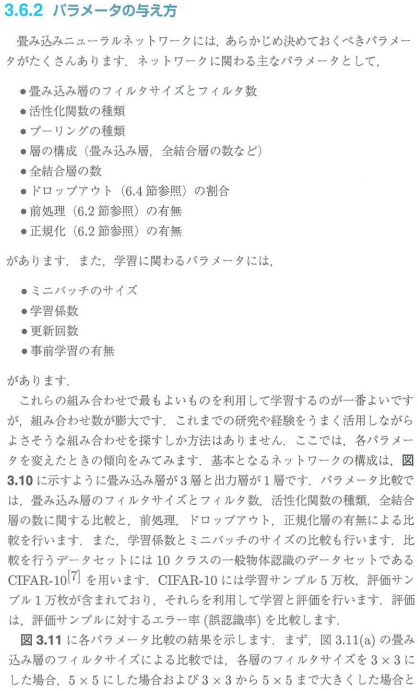 3.6.2 パラメータの与え方
畳み込みニューラルネットワークには，あらかじめ決めておくべきパラメー
タがたくさんあります．ネットワークに関わる主なパラメータとして，
●畳み込み層のフィルタサイズとフィルタ数
●活性化関数の種類
●プーリングの種類
●層の構成（畳み込み層，全結合層の数など）
●全結合層の数
●ドロップアウト（6.4 節参照）の割合
●前処理（6.2 節参照）の有無
●正規化（6.2 節参照）の有無
があります．また，学習に関わるパラメータには，
●ミニバッチのサイズ
●学習係数
●更新回数
●事前学習の有無
があります．
これらの組み合わせで最もよいものを利用して学習するのが一番よいです
が，組み合わせ数が膨大です．これまでの研究や経験をうまく活用しながら
よさそうな組み合わせを探すしか方法はありません．ここでは，各パラメー
タを変えたときの傾向をみてみます．基本となるネットワークの構成は，図
3.10 に示すように畳み込み層が 3 層と出力層が 1 層です．パラメータ比較で
は，畳み込み層のフィルタサイズとフィルタ数，活性化関数の種類，全結合
層の数に関する比較と，前処理，ドロップアウト，正規化層の有無による比
較を行います．また，学習係数とミニバッチのサイズの比較も行います．比
較を行うデータセットには 10 クラスの一般物体認識のデータセットである
CIFAR-10[7] を用います．CIFAR-10 には学習サンプル 5 万枚，評価サン
プル 1 万枚が含まれており，それらを利用して学習と評価を行います．評価
は，評価サンプルに対するエラー率 (誤認識率) を比較します．
図 3.11 に各パラメータ比較の結果を示します．まず，図 3.11(a) の畳み
込み層のフィルタサイズによる比較では，各層のフィルタサイズを 3×3 に
した場合，5×5 にした場合および 3×3 から 5×5 まで大きくした場合と